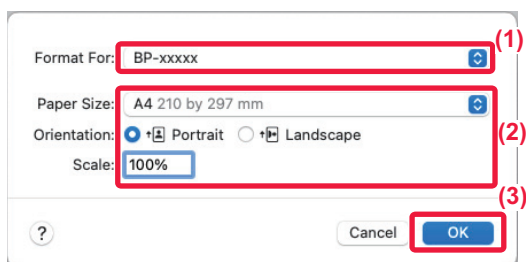 (1)
Format For: BP-xxxxx
Paper Size: A4 210 by 297 mm
Orientation: Portrait Landscape
(2)
Scale: 100%
(3)
? Cancel OK